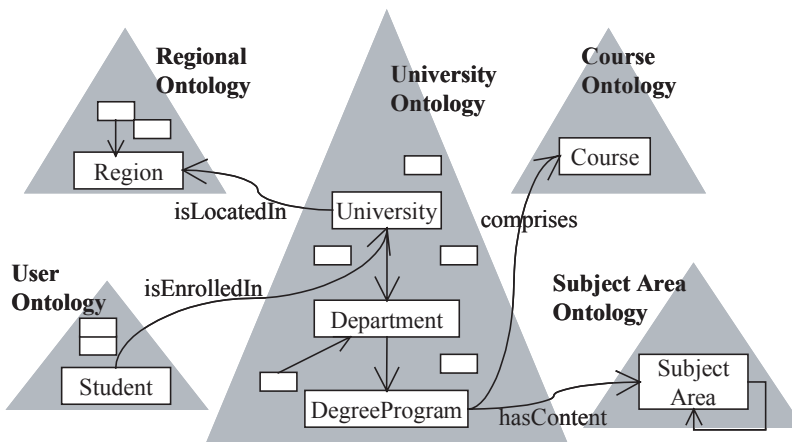 Regional
Ontology
University
Ontology
Course
Ontology
Region
Course
isLocatedIn
University
comprises
User
Ontology
isEnrolledIn
Subject Area
Ontology
Department
Student
DegreeProgram
hasContent
Subject
Area